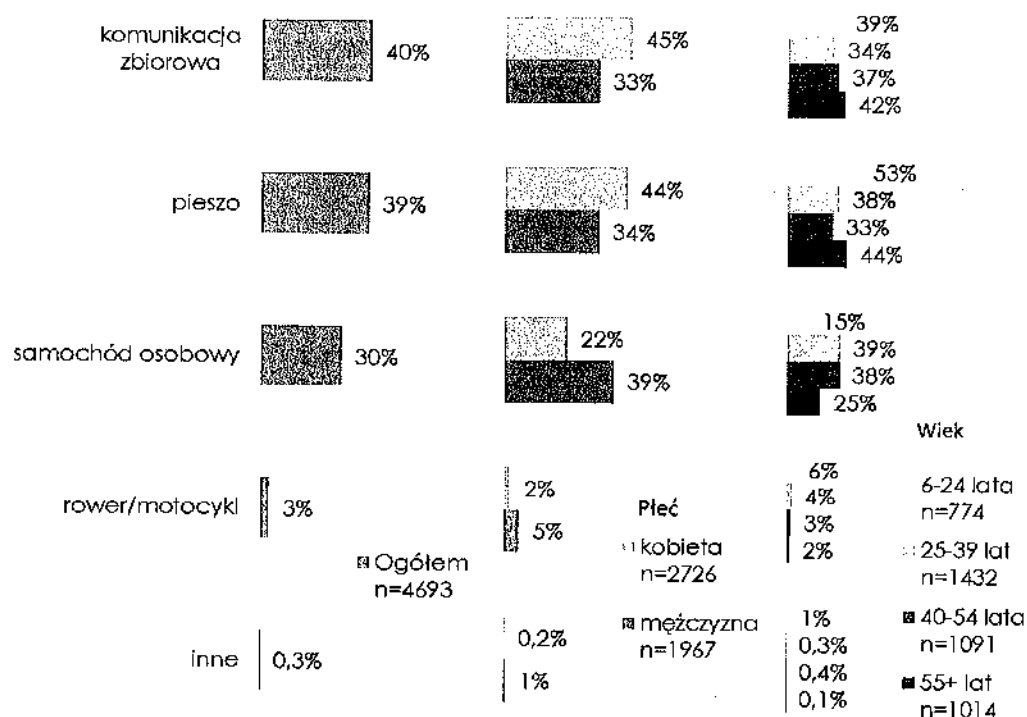 komunikacja
zbiorowa
40%
45%
33%
39%
34%
37%
42%
pieszo
39%
44%
34%
53%
38%
33%
44%
samochód osobowy
30%
22%
39%
15%
39%
38%
25%
rower/motocykl
3%
2%
5%
6%
4%
3%
2%
inne
0,3%
0,2%
1%
1%
0,3%
0,4%
0,1%
Ogółem
n=4693
Płeć
kobieta
n=2726
mężczyzna
n=1967
Wiek
6-24 lata
n=774
25-39 lat
n=1432
40-54 lata
n=1091
55+ lat
n=1014